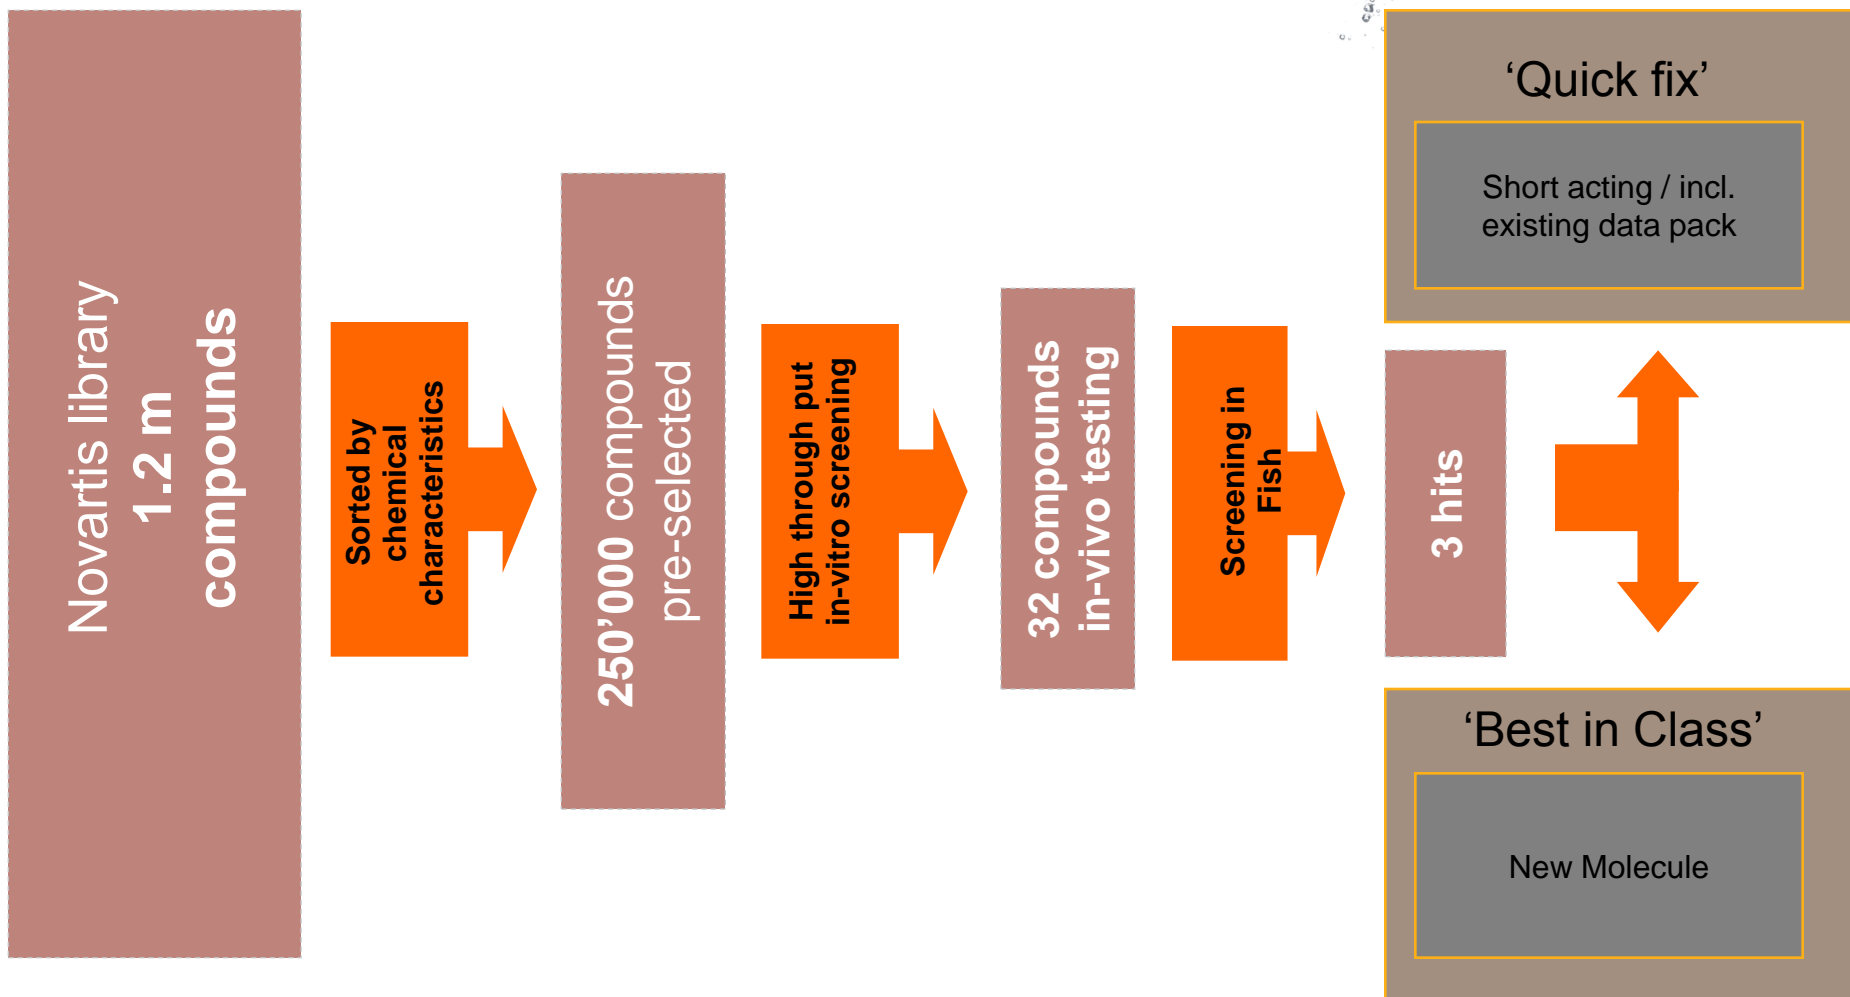 Novartis library
1.2 m
compounds
Sorted by
chemical
characteristics
250’000 compounds
pre-selected
High through put
in-vitro screening
32 compounds
in-vivo testing
Screening in
Fish
3 hits
‘Quick fix’
Short acting / incl.
existing data pack
‘Best in Class’
New Molecule